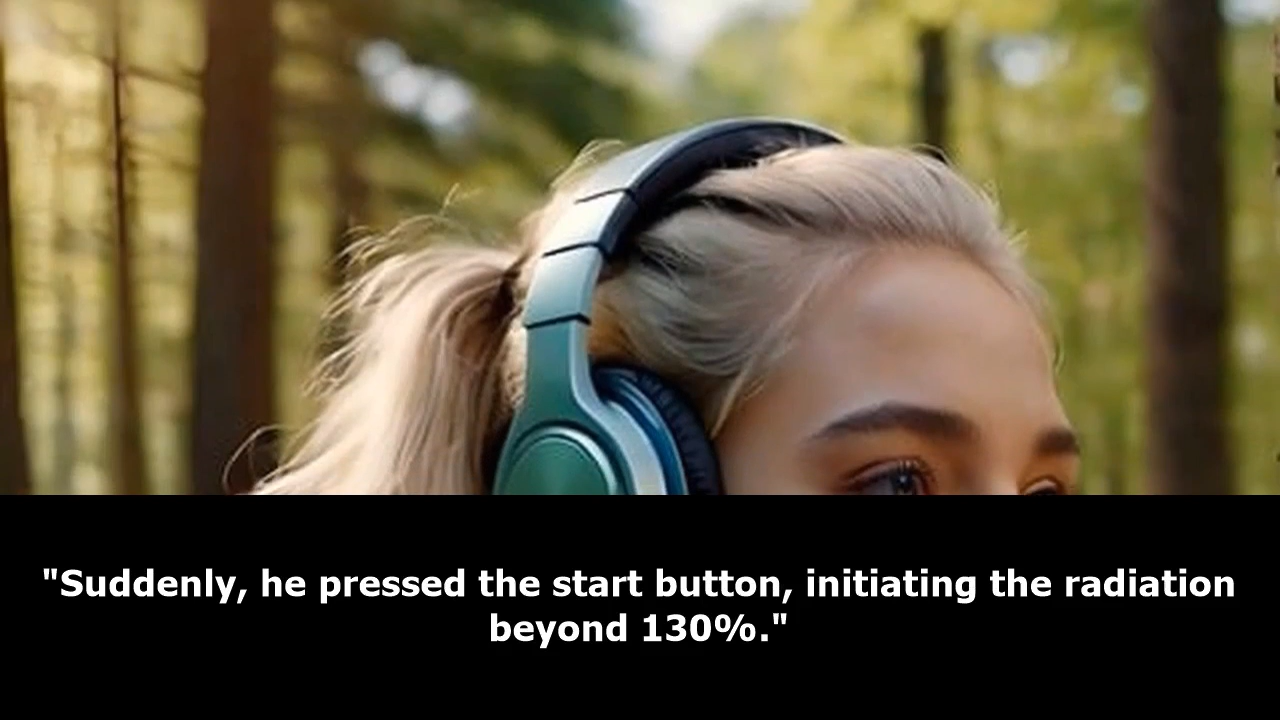 "Suddenly, he pressed the start button, initiating the radiation
beyond 130%."